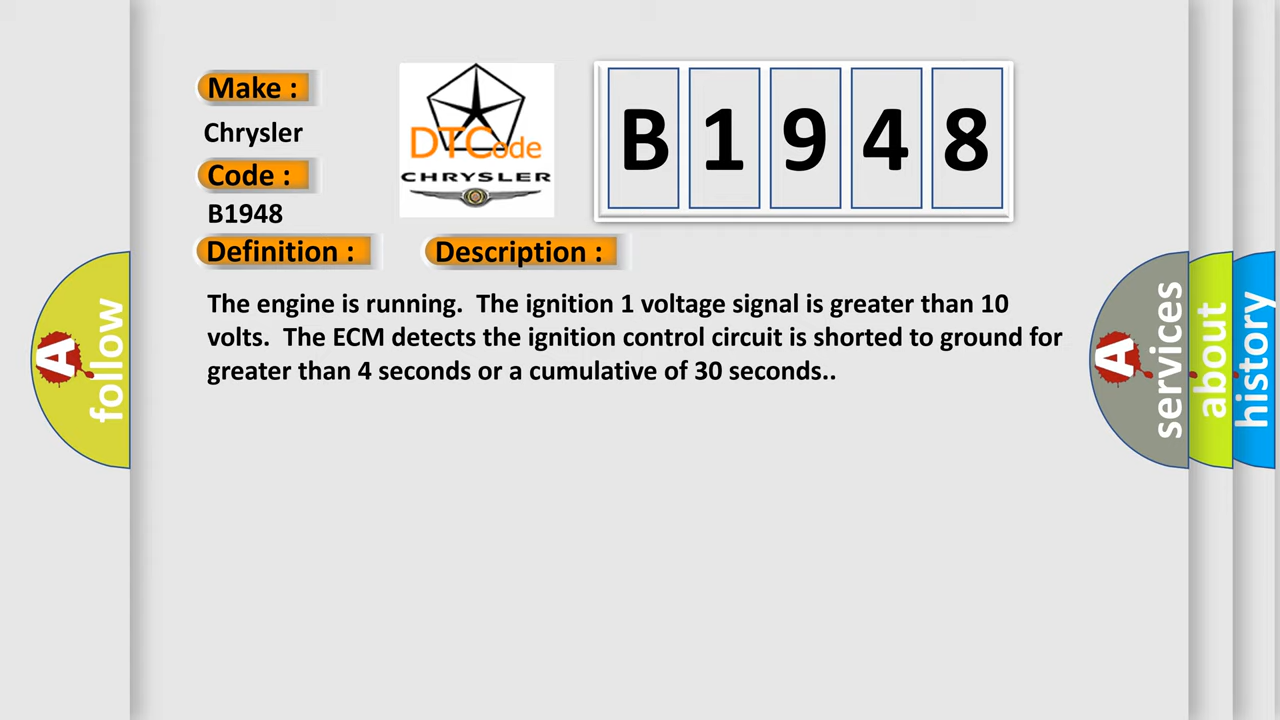 Make :
Chrysler
Code :
B1948
Definition :
Description :
DTCode
CHRYSLER
B 1 9 4 8
The engine is running. The ignition 1 voltage signal is greater than 10
volts. The ECM detects the ignition control circuit is shorted to ground for
greater than 4 seconds or a cumulative of 30 seconds..
A
follow
A
services
about
history